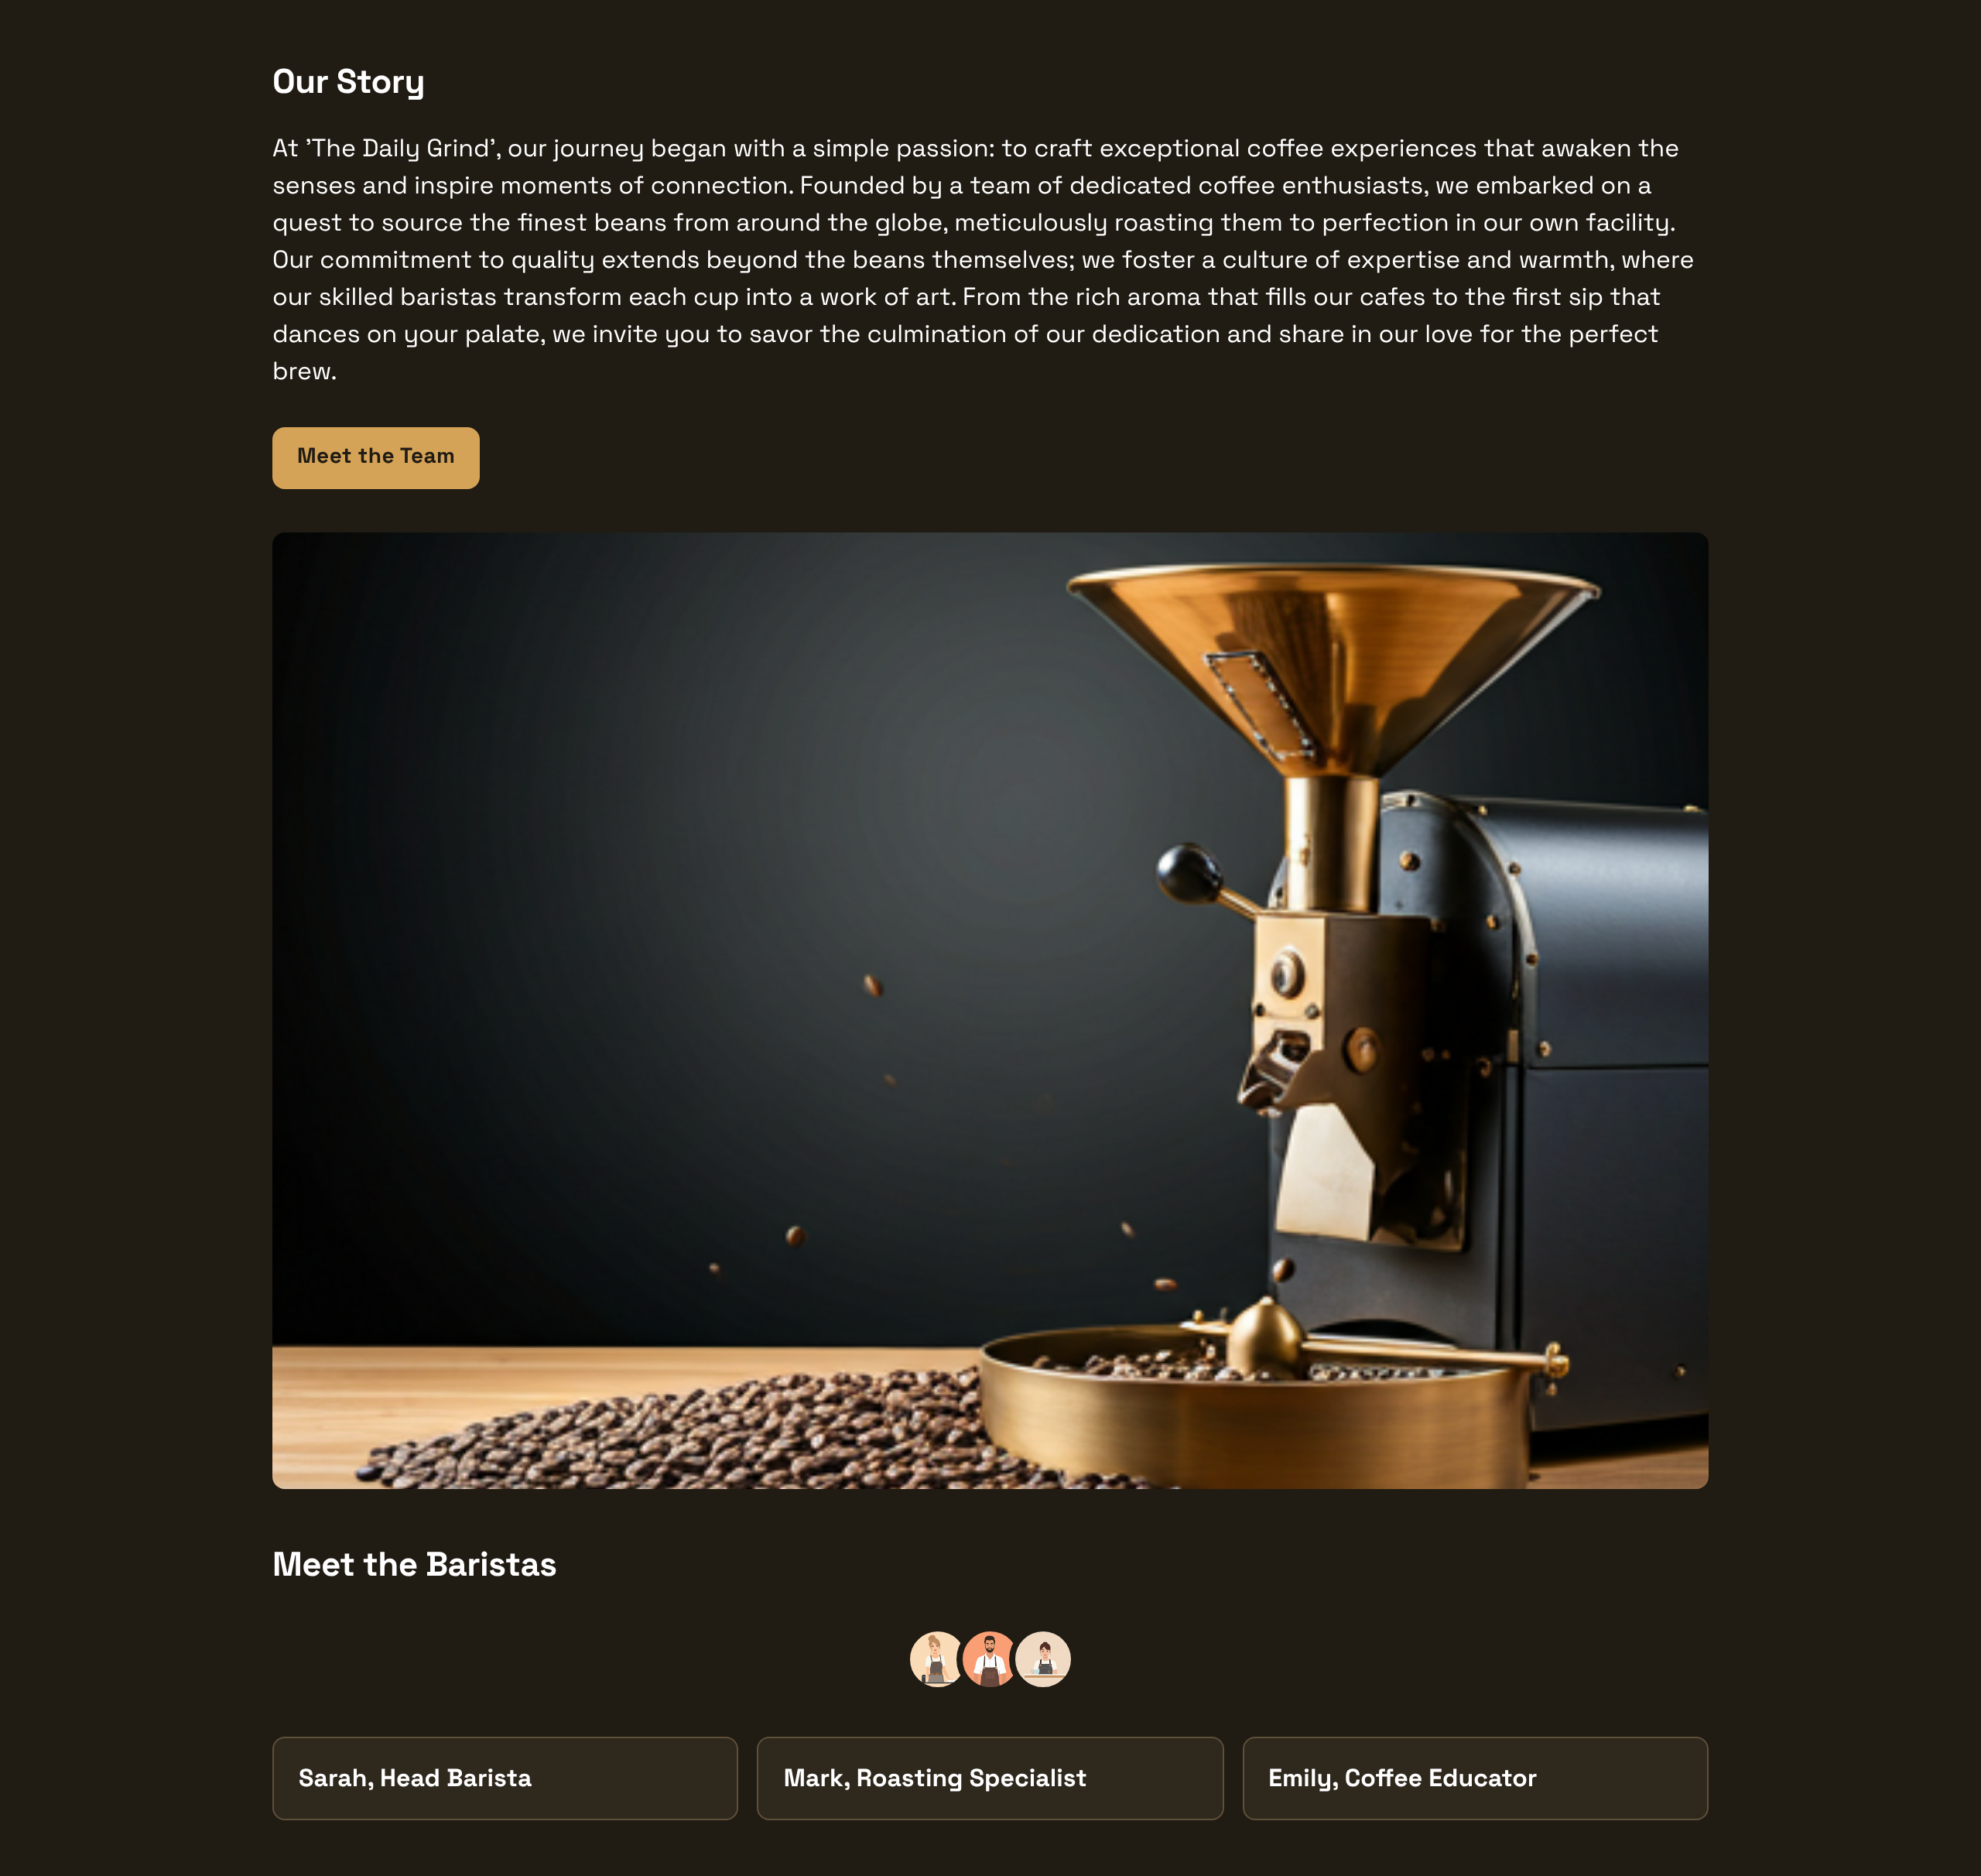 Our Story
At ’The Daily Grind’, our journey began with a simple passion: to craft exceptional coffee experiences that awaken the
senses and inspire moments of connection. Founded by a team of dedicated coffee enthusiasts, we embarked on a
quest to source the finest beans from around the globe, meticulously roasting them to perfection in our own facility.
Our commitment to quality extends beyond the beans themselves; we foster a culture of expertise and warmth, where
our skilled baristas transform each cup into a work of art. From the rich aroma that fills our cafes to the first sip that
dances on your palate, we invite you to savor the culmination of our dedication and share in our love for the perfect
brew.
Meet the Team
Meet the Baristas
Sarah, Head Barista
Mark, Roasting Specialist
Emily, Coffee Educator